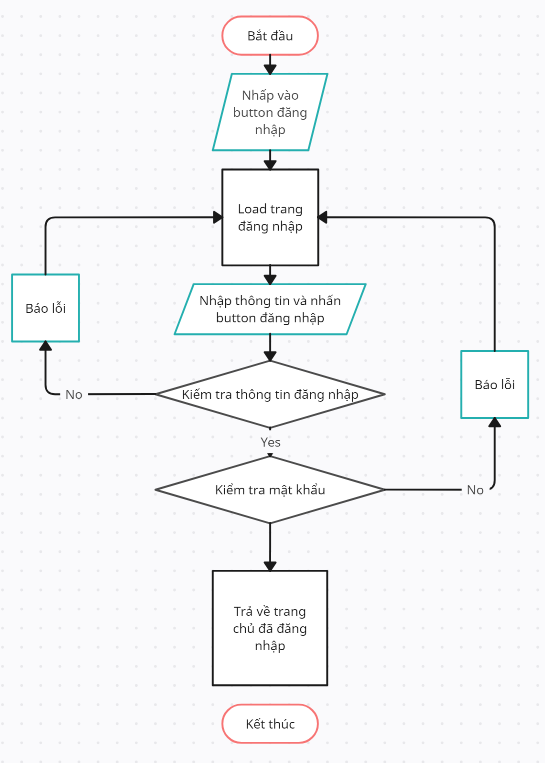 Bắt đầu
Nhấp vào
button đăng
nhập
Load trang
đăng nhập
Nhập thông tin và nhấn
button đăng nhập
Báo lỗi
Kiểm tra thông tin đăng nhập
No
Yes
Báo lỗi
Kiểm tra mật khẩu
No
Trả về trang
chủ đã đăng
nhập
Kết thúc